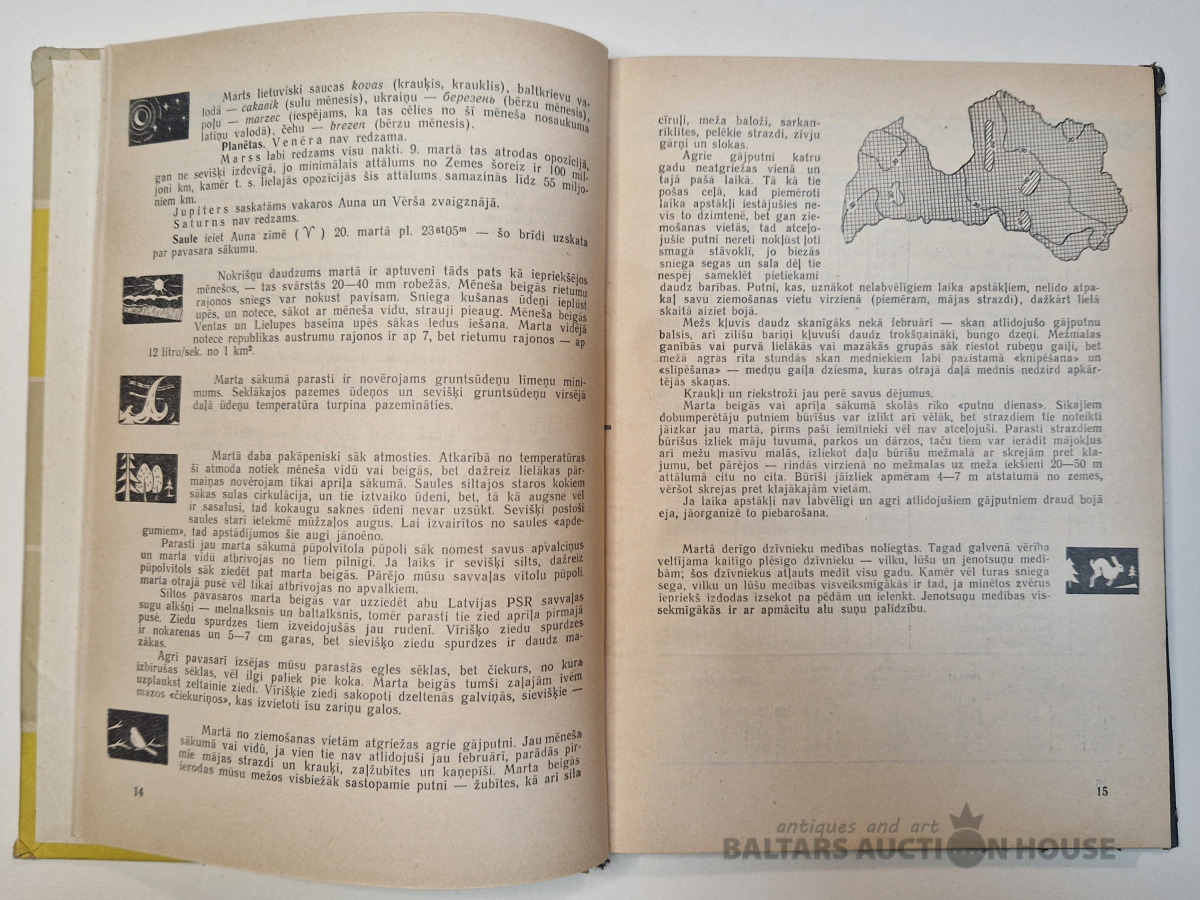 Marts lietuviski saucas kovas (krauķis, krauklis), baltkrievu va-
lodā — сакавік (sulu mēnesis), ukraiņu — березень (bērzu mēnesis),
poļu — marzec (iespējams, ka tas cēlies no šī mēneša nosaukuma
latīņu valodā), čehu — brezen (bērzu mēnesis).
Planētas. Venēra nav redzama.
Marss labi redzams visu nakti. 9. martā tas atrodas opozīcijā,
gan ne sevišķi izdevīgā, jo minimālais attālums no Zemes šoreiz ir 100 mil-
joni km, kamēr t. s. lielajās opozīcijās šis attālums samazinās līdz 55 miljo-
niem km.
Jupiters saskatāms vakaros Auna un Vērša zvaigznājā.
Saturns nav redzams.
Saule ieiet Auna zīmē (♈) 20. martā pl. 23st05m — šo brīdi uzskata
par pavasara sākumu.
Nokrišņu daudzums martā ir aptuveni tāds pats kā iepriekšējos
mēnešos, — tas svārstās 20—40 mm robežās. Mēneša beigās rietumu
rajonos sniegs var nokust pavisam. Sniega kušanas ūdeņi ieplūst
upēs, un notece, sākot ar mēneša vidu, strauji pieaug. Mēneša beigās
Ventas un Lielupes baseina upēs sākas ledus iešana. Marta vidējā
notece republikas austrumu rajonos ir ap 7, bet rietumu rajonos — ap
12 litru/sek. no 1 km².
Marta sākumā parasti ir novērojams gruntsūdeņu līmeņu mini-
mums. Seklākajos pazemes ūdeņos un sevišķi gruntsūdeņu virsējā
daļā ūdeņu temperatūra turpina pazemināties.
Martā daba pakāpeniski sāk atmosties. Atkarībā no temperatūras
šī atmoda notiek mēneša vidū vai beigās, bet dažreiz lielākas pār-
maiņas novērojam tikai aprīļa sākumā. Saules siltajos staros kokiem
sākas sulas cirkulācija, un tie iztvaiko ūdeni, bet, tā kā augsne vēl
ir sasalusi, tad kokaugu saknes ūdeni nevar uzsūkt. Sevišķi postoši
saules stari ietekmē mūžzaļos augus. Lai izvairītos no saules «apde-
gumiem», tad apstādījumos šie augi jānoēno.
Parasti jau marta sākumā pūpolvītola pūpoli sāk nomest savus apvalciņus
un marta vidū atbrīvojas no tiem pilnīgi. Ja laiks ir sevišķi silts, dažreiz
pūpolvītols sāk ziedēt pat marta beigās. Pārējo mūsu savvaļas vītolu pūpoli
marta otrajā pusē vēl tikai atbrīvojas no apvalkiem.
Siltos pavasaros marta beigās var uzziedēt abu Latvijas PSR savvaļas
sugu alkšņi — melnalksnis un baltalksnis, tomēr parasti tie zied aprīļa pirmajā
pusē. Ziedu spurdzes tiem izveidojušās jau rudenī. Vīrišķo ziedu spurdzes
ir nokarenas un 5—7 cm garas, bet sievišķo ziedu spurdzes ir daudz ma-
zākas.
Agri pavasarī izsējas mūsu parastās egles sēklas, bet čiekurs, no kura
izbirušas sēklas, vēl ilgi paliek pie koka. Marta beigās tumši zaļajām īvēm
uzplaukst zeltainie ziedi. Vīrišķie ziedi sakopoti dzeltenās galviņās, sievišķie —
mazos «čiekuriņos», kas izvietoti īsu zariņu galos.
Martā no ziemošanas vietām atgriežas agrie gājputni. Jau mēneša
sākumā vai vidū, ja vien tie nav atlidojuši jau februārī, parādās pir-
mie mājas strazdi un krauķi, zaļžubītes un kaņepīši. Marta beigās
ierodas mūsu mežos visbiežāk sastopamie putni — žubītes, kā arī sila
14
cīruļi, meža baloži, sarkan-
rīklītes, pelēkie strazdi, zivju
gārņi un slokas.
Agrie gājputni katru
gadu neatgriežas vienā un
tajā pašā laikā. Tā kā tie
pošas ceļā, kad piemēroti
laika apstākļi iestājušies ne-
vis to dzimtenē, bet gan zie-
mošanas vietās, tad atceļo-
jušie putni nereti nokļūst ļoti
smagā stāvoklī, jo biezās
sniega segas un sala dēļ tie
nespēj sameklēt pietiekami
daudz barības. Putni, kas, uznākot nelabvēlīgiem laika apstākļiem, nelido atpa-
kaļ savu ziemošanas vietu virzienā (piemēram, mājas strazdi), dažkārt lielā
skaitā aiziet bojā.
Mežs kļuvis daudz skanīgāks nekā februārī — skan atlidojušo gājputnu
balsis, arī zīlīšu bariņi kļuvuši daudz trokšņaināki, bungo dzeņi. Mežmalas
ganībās vai purvā lielākās vai mazākās grupās sāk riestot rubeņu gaiļi, bet
mežā agrās rīta stundās skan medniekiem labi pazīstamā «knipēšana» un
«slīpēšana» — medņu gaiļa dziesma, kuras otrajā daļā mednis nedzird apkār-
tējās skaņas.
Kraukļi un riekstroži jau perē savus dējumus.
Marta beigās vai aprīļa sākumā skolās rīko «putnu dienas». Sīkajiem
dobumperētāju putniem būrīšus var izlikt arī vēlāk, bet strazdiem tie noteikti
jāizkar jau martā, pirms paši iemītnieki vēl nav atceļojuši. Parasti strazdiem
būrīšus izliek māju tuvumā, parkos un dārzos, taču tiem var ierādīt mājokļus
arī mežu masīvu malās, izliekot daļu būrīšu mežmalā ar skrejām pret kla-
jumu, bet pārējos — rindās virzienā no mežmalas uz meža iekšieni 20—50 m
attālumā citu no cita. Būrīši jāizliek apmēram 4—7 m atstatumā no zemes,
vēršot skrejas pret klajākajām vietām.
Ja laika apstākļi nav labvēlīgi un agri atlidojušiem gājputniem draud bojā
eja, jāorganizē to piebarošana.
Martā derīgo dzīvnieku medības noliegtas. Tagad galvenā vērība
veltījama kaitīgo plēsīgo dzīvnieku — vilku, lūšu un jenotsuņu medī-
bām; šos dzīvniekus atļauts medīt visu gadu. Kamēr vēl turas sniega
sega, vilku un lūšu medības visveiksmīgākās ir tad, ja minētos zvērus
iepriekš izdodas izsekot pa pēdām un ielenkt. Jenotsuņu medības vis-
sekmīgākās ir ar apmācītu alu suņu palīdzību.
15
antiques and art
BALTARS AUCTION HOUSE